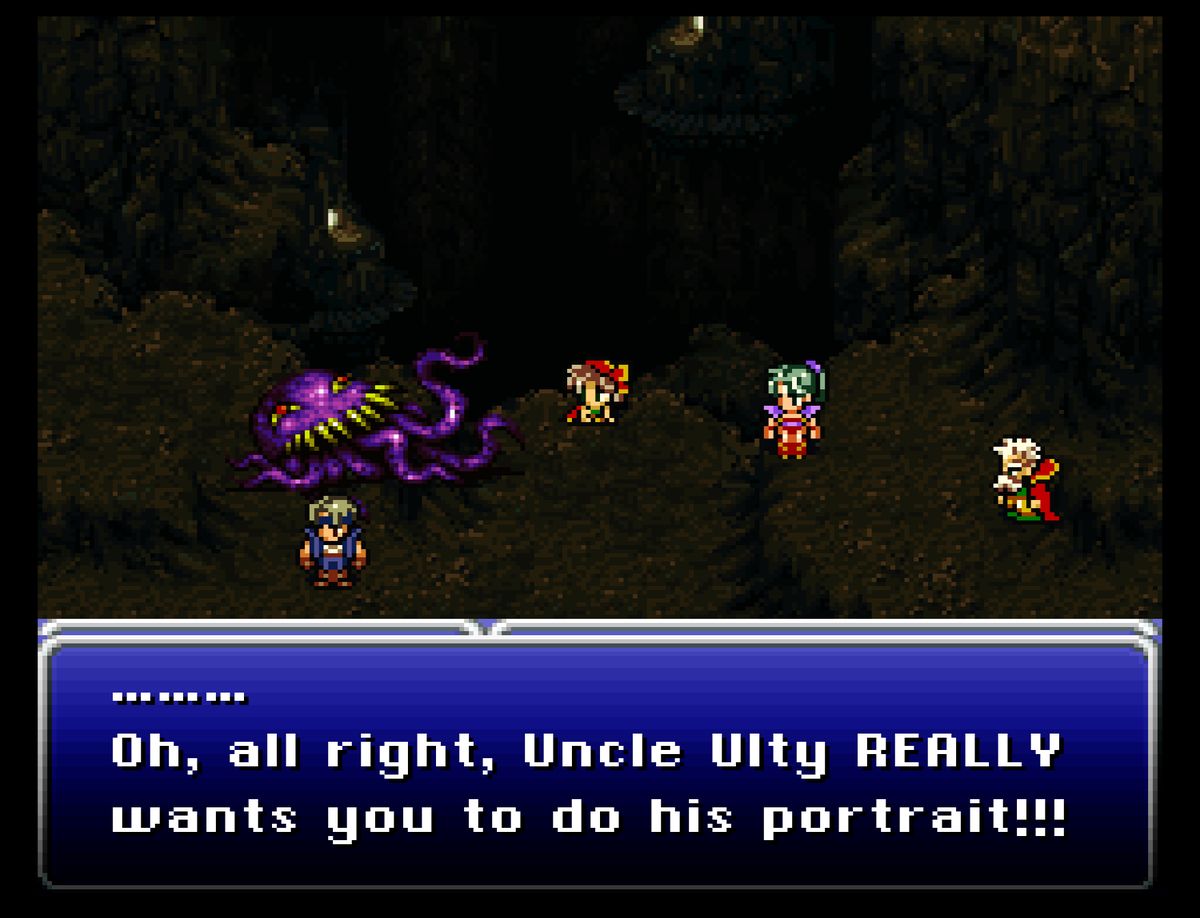 ………
Oh, all right, Uncle Ulty REALLY
wants you to do his portrait!!!